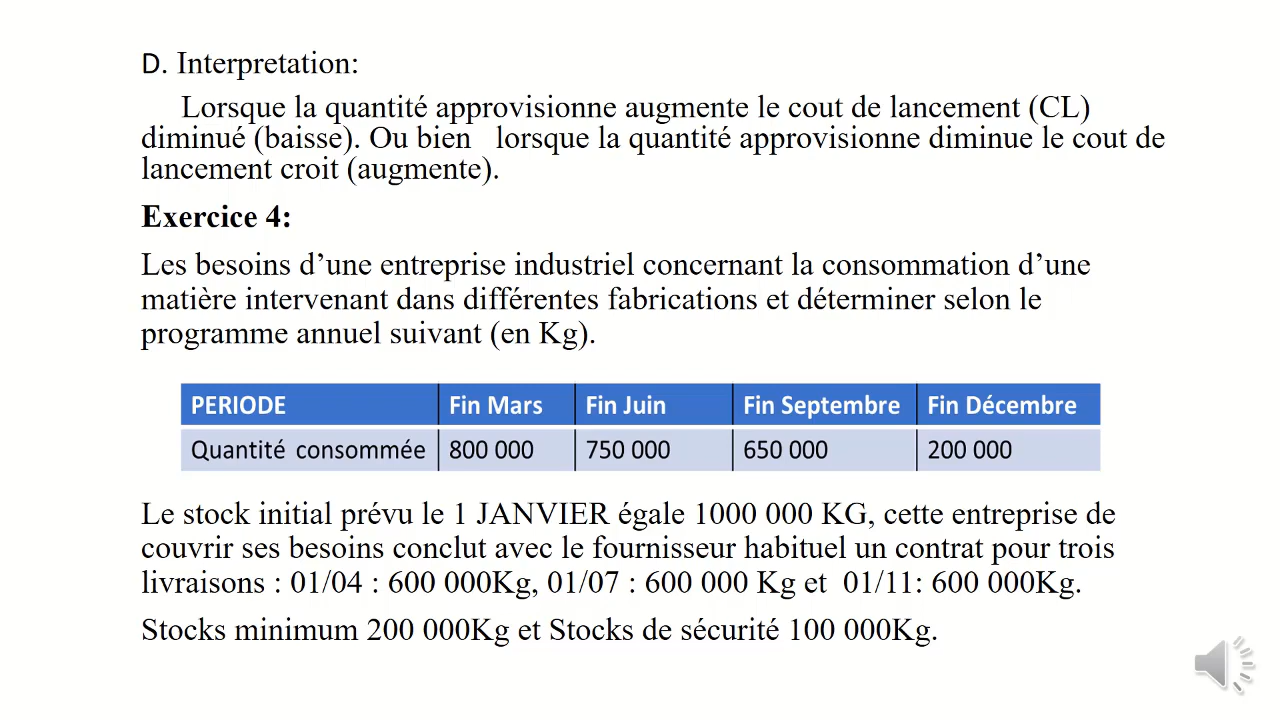 D. Interpretation:
Lorsque la quantité approvisionne augmente le cout de lancement (CL)
diminué (baisse). Ou bien lorsque la quantité approvisionne diminue le cout de
lancement croit (augmente).
Exercice 4:
Les besoins d’une entreprise industriel concernant la consommation d’une
matière intervenant dans différentes fabrications et déterminer selon le
programme annuel suivant (en Kg).
PERIODE Fin Mars Fin Juin Fin Septembre Fin Décembre
Quantité consommée 800 000 750 000 650 000 200 000
Le stock initial prévu le 1 JANVIER égale 1000 000 KG, cette entreprise de
couvrir ses besoins conclut avec le fournisseur habituel un contrat pour trois
livraisons : 01/04 : 600 000Kg, 01/07 : 600 000 Kg et 01/11: 600 000Kg.
Stocks minimum 200 000Kg et Stocks de sécurité 100 000Kg.